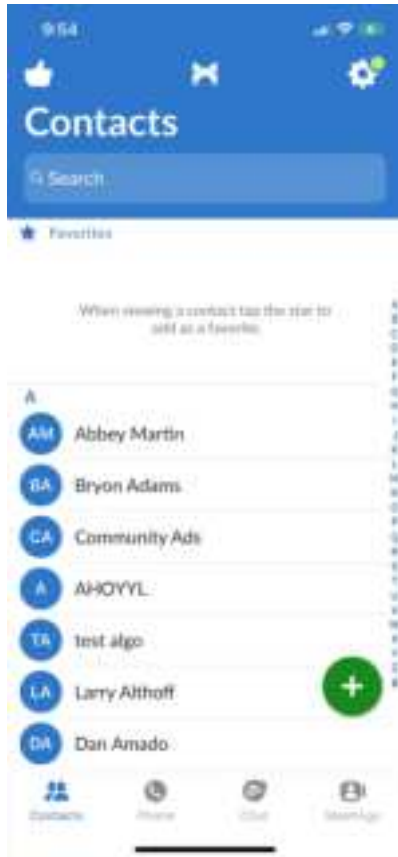 9:54
Contacts
Search
Favorites
When viewing a contact tap the star to
add as a favorite.
A
AM Abbey Martin
BA Bryon Adams
CA Community Ads
A AHOYYL
TA test algo
LA Larry Althoff
DA Dan Amado
+
Contacts Phone Chat